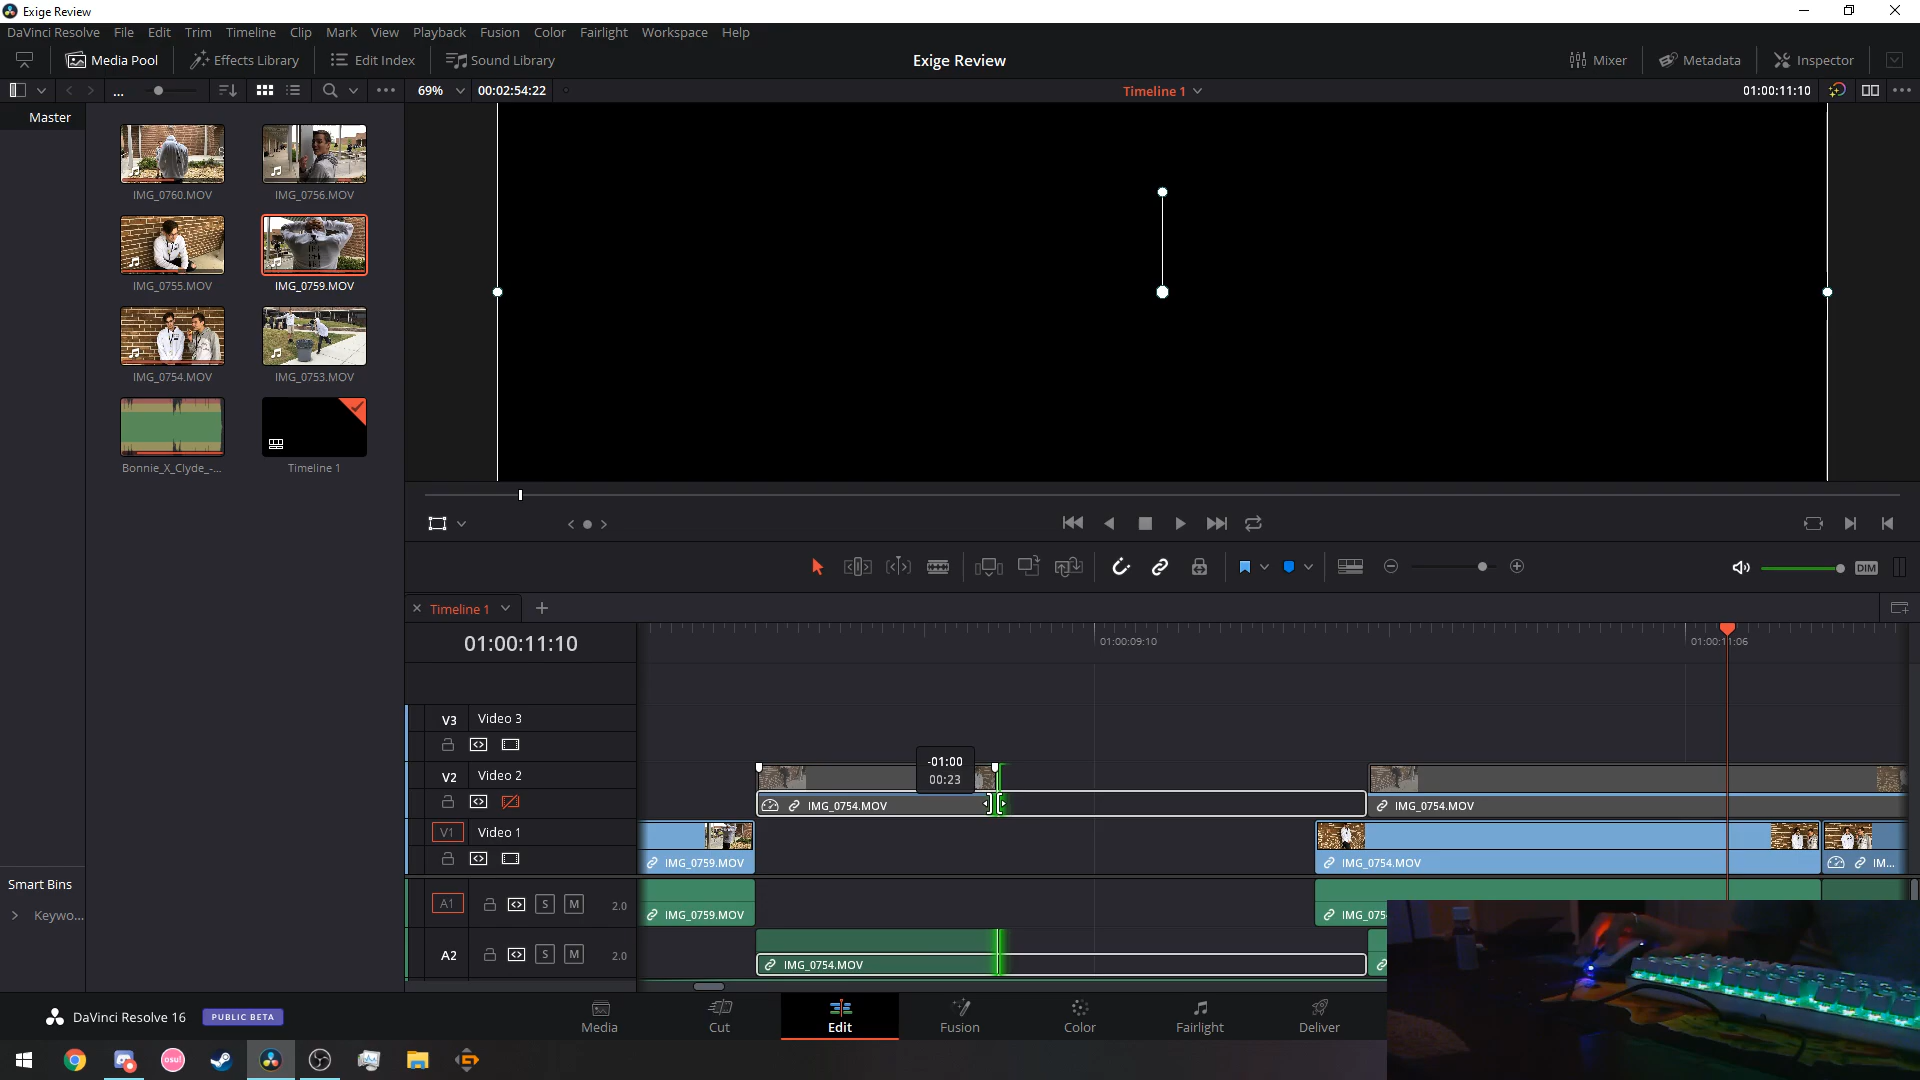 Exige Review
DaVinci Resolve File Edit Trim Timeline Clip Mark View Playback Fusion Color Fairlight Workspace Help
Media Pool Effects Library Edit Index Sound Library Exige Review Mixer Metadata Inspector
... 69% 00:02:54:22 Timeline 1 01:00:11:10
Master
IMG_0760.MOV IMG_0756.MOV
IMG_0755.MOV IMG_0759.MOV
IMG_0754.MOV IMG_0753.MOV
Bonnie_X_Clyde_-... Timeline 1
DIM
Timeline 1
01:00:11:10 01:00:09:10 01:00:11:06
V3 Video 3
V2 Video 2
-01:00
00:23
IMG_0754.MOV IMG_0754.MOV
V1 Video 1
IMG_0759.MOV IMG_0754.MOV IM...
A1 S M 2.0 IMG_0759.MOV IMG_075
A2 S M 2.0 IMG_0754.MOV
Smart Bins
Keywo...
DaVinci Resolve 16 PUBLIC BETA Media Cut Edit Fusion Color Fairlight Deliver
osu!